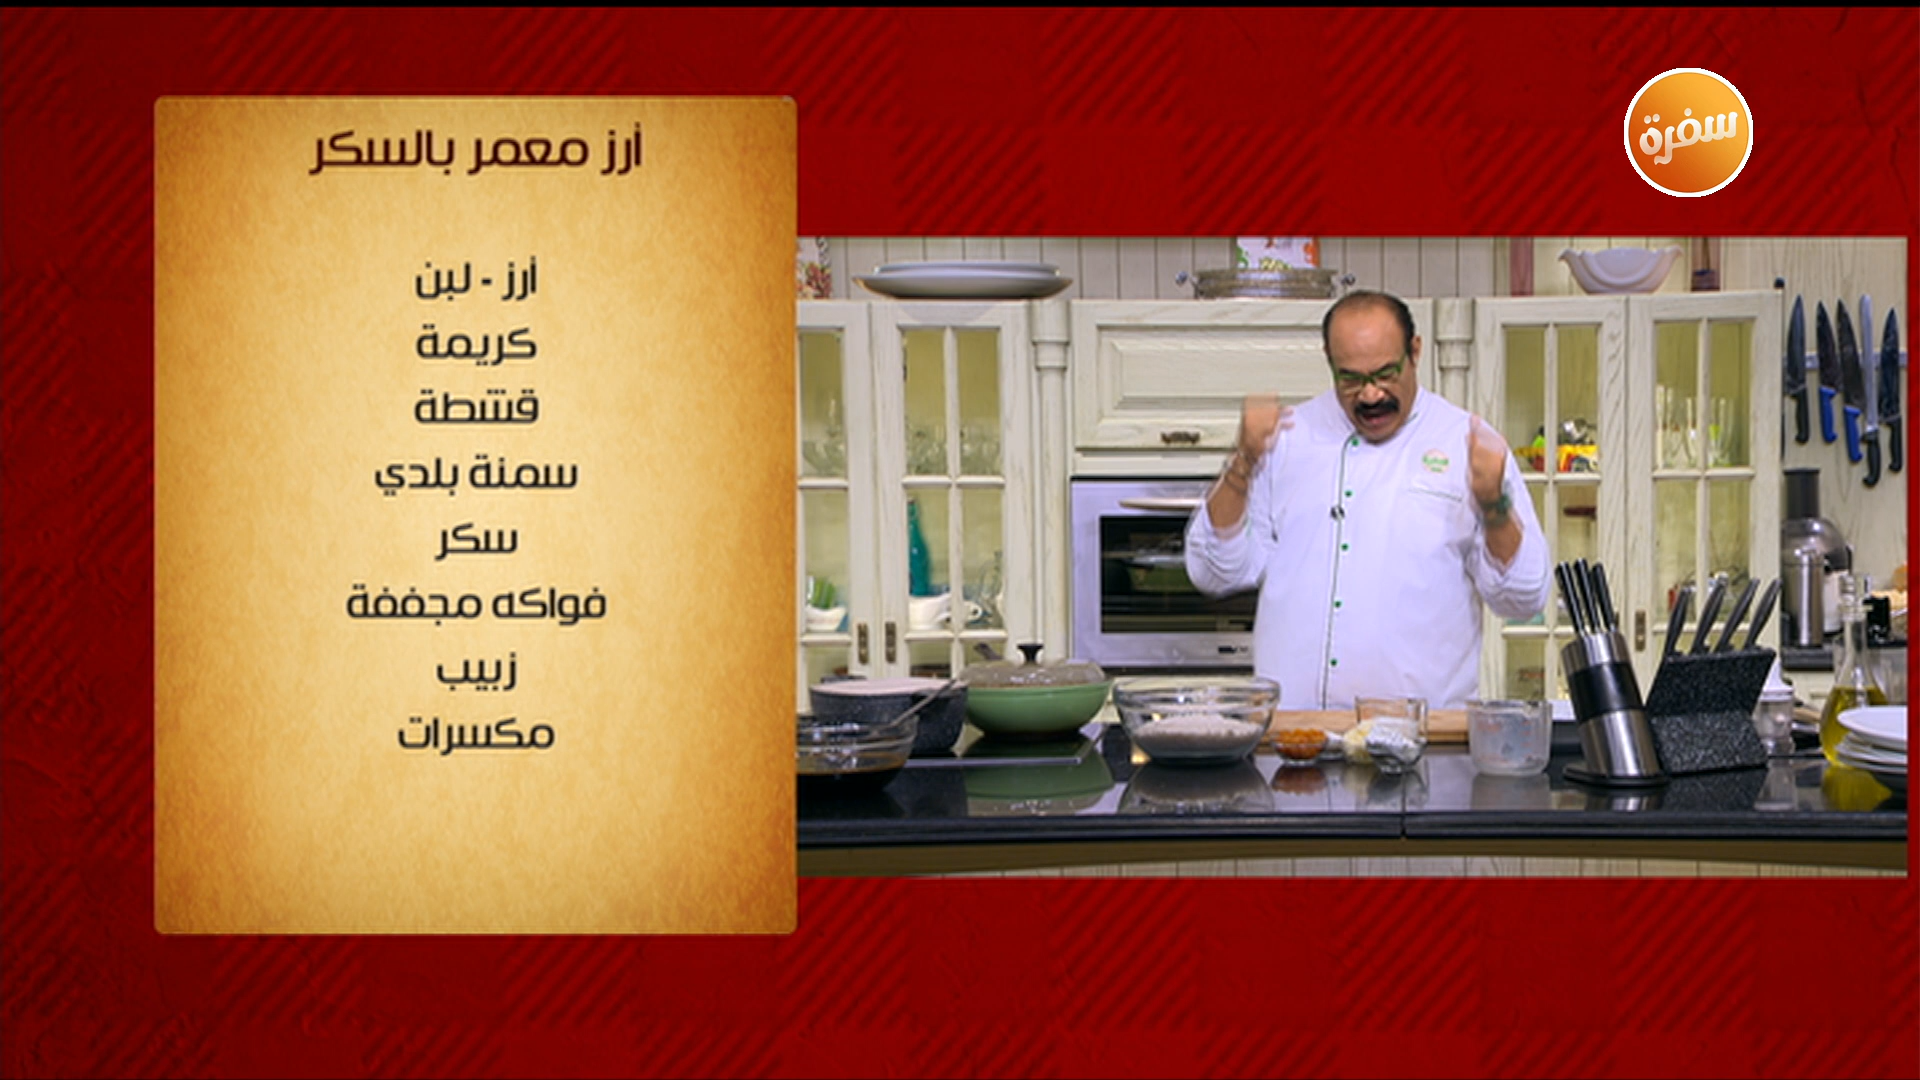 أرز معمر بالسكر
أرز - لبن
كريمة
قشطة
سمنة بلدي
سكر
فواكه مجففة
زبيب
مكسرات
سفرة